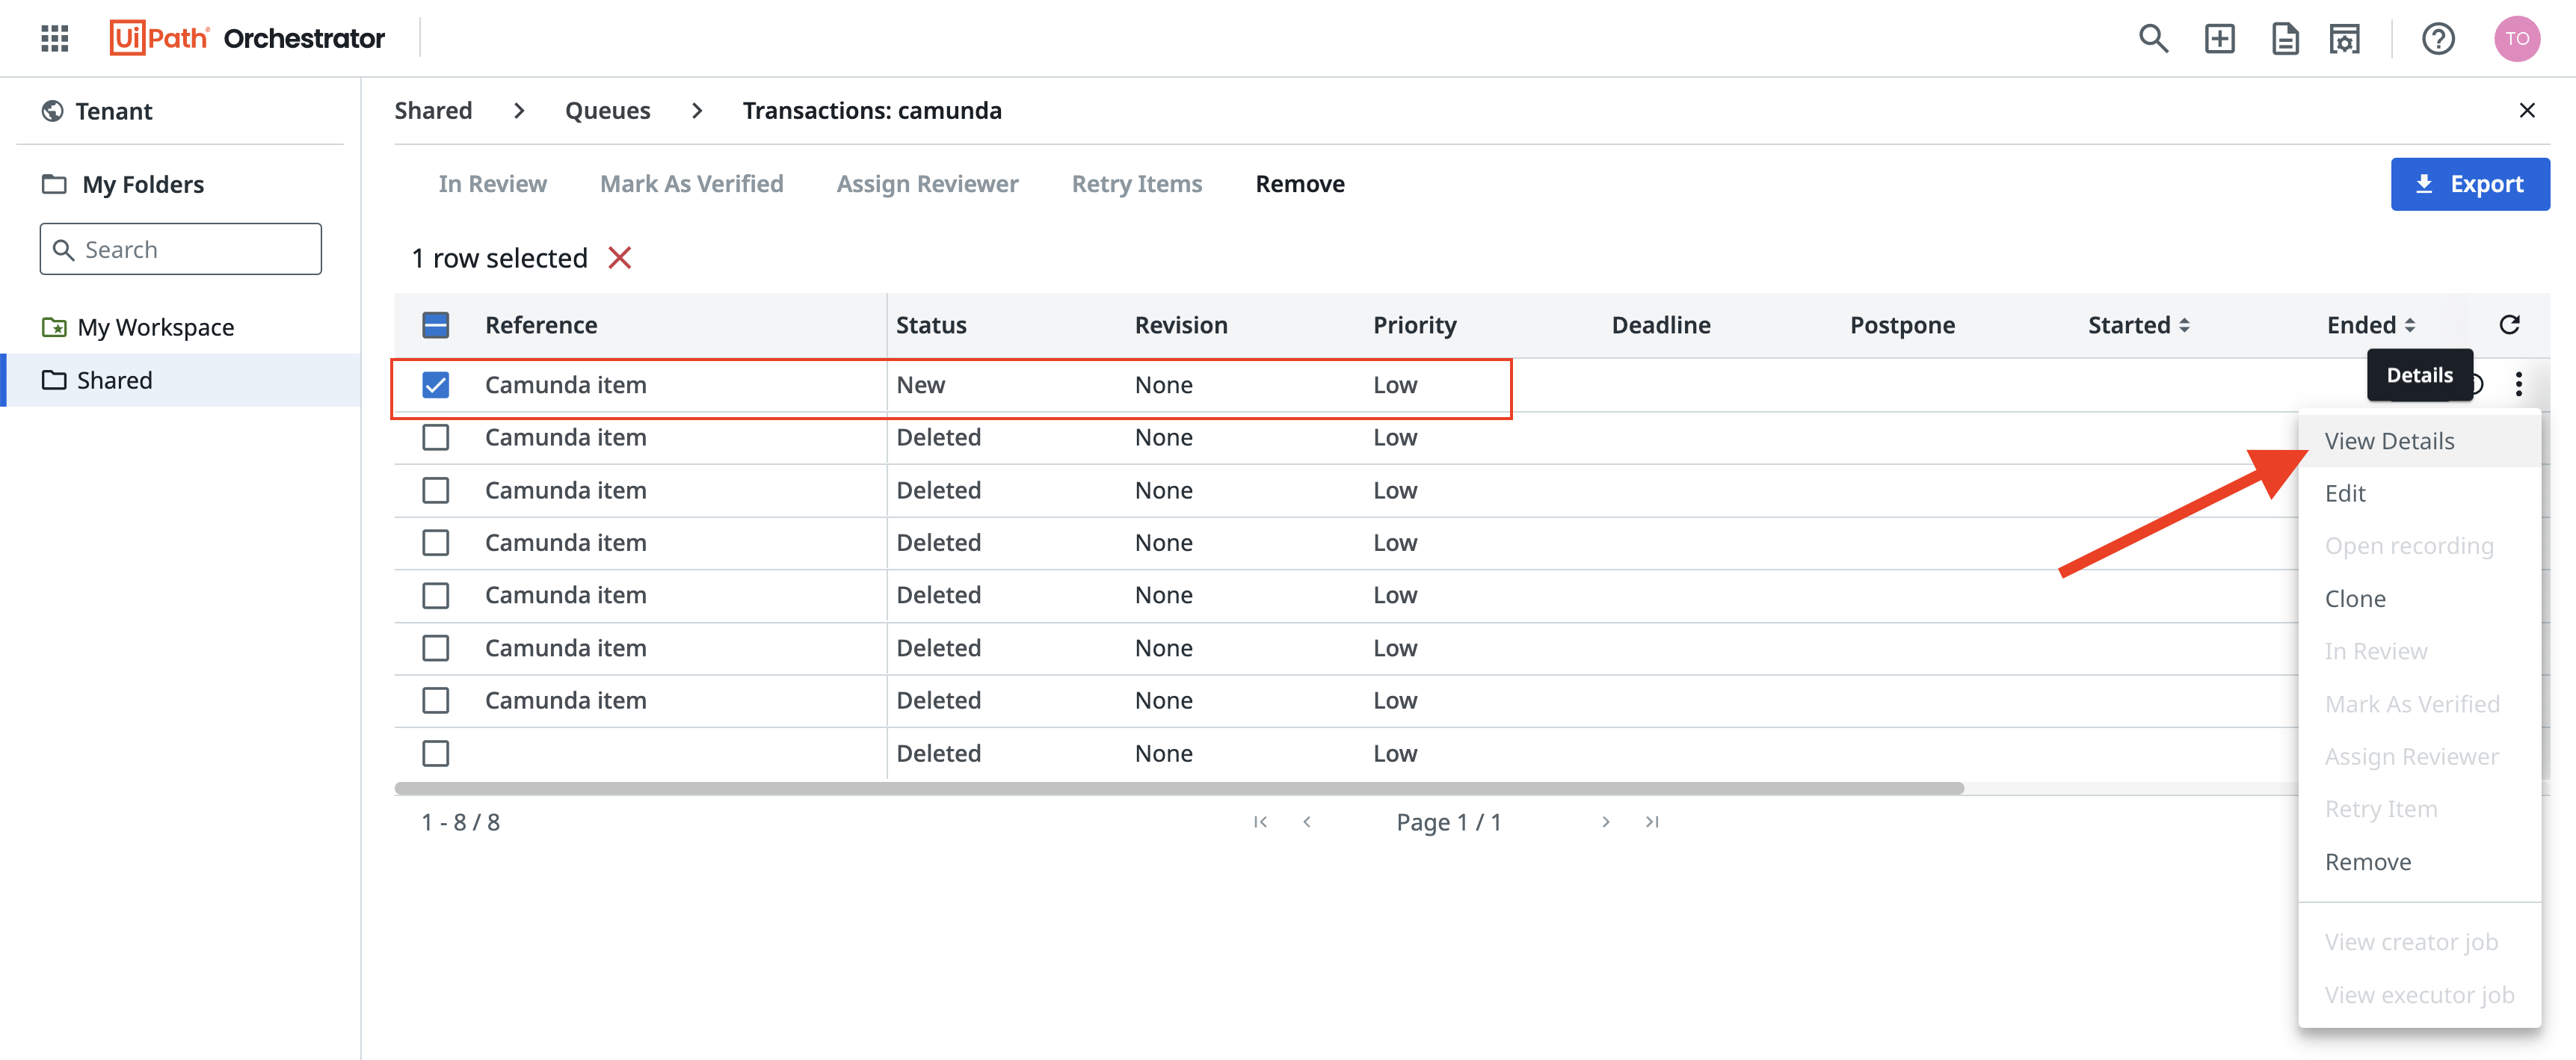 UiPath Orchestrator
TO
Tenant
My Folders
Search
My Workspace
Shared
Shared > Queues > Transactions: camunda
In Review Mark As Verified Assign Reviewer Retry Items Remove
Export
1 row selected
Reference Status Revision Priority Deadline Postpone Started Ended
Camunda item New None Low
Details
Camunda item Deleted None Low
Camunda item Deleted None Low
Camunda item Deleted None Low
Camunda item Deleted None Low
Camunda item Deleted None Low
Camunda item Deleted None Low
Deleted None Low
1 - 8 / 8
Page 1 / 1
View Details
Edit
Open recording
Clone
In Review
Mark As Verified
Assign Reviewer
Retry Item
Remove
View creator job
View executor job